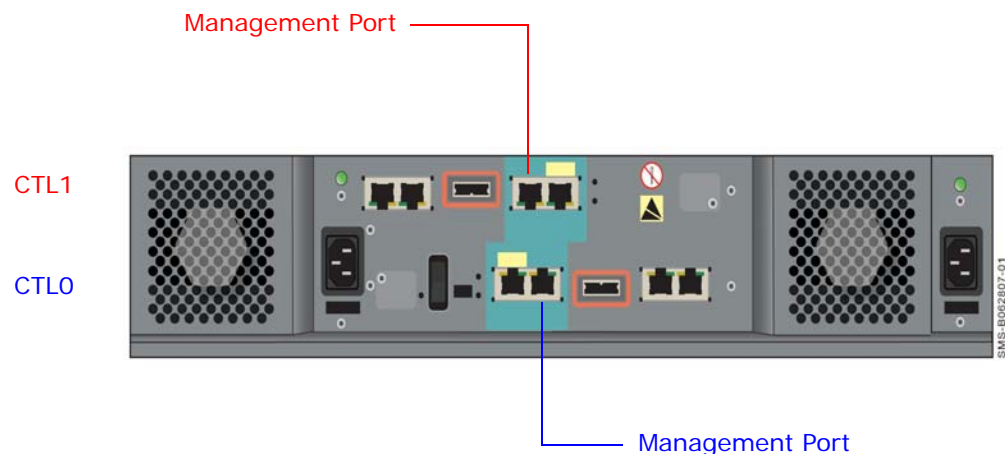 Management Port
CTL1
CTL0
SMS-B062807-01
Management Port